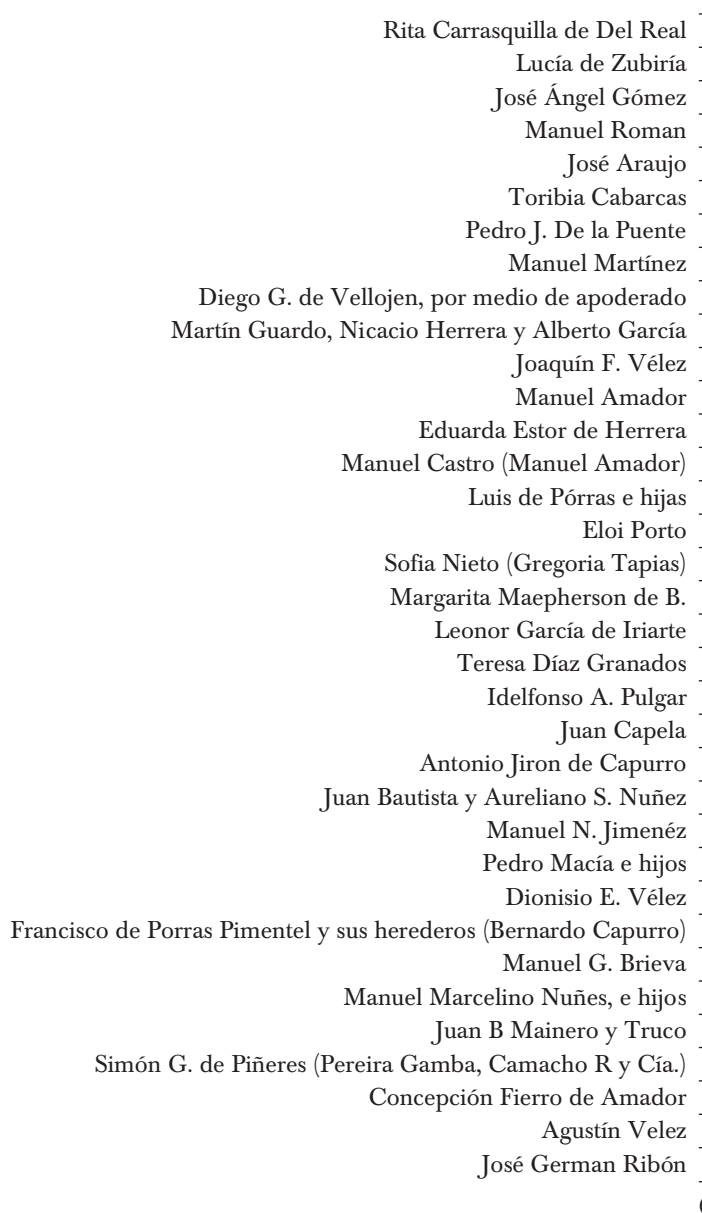 Rita Carrasquilla de Del Real
Lucía de Zubiría
José Ángel Gómez
Manuel Roman
José Araujo
Toribia Cabarcas
Pedro J. De la Puente
Manuel Martínez
Diego G. de Vellojen, por medio de apoderado
Martín Guardo, Nicacio Herrera y Alberto García
Joaquín F. Vélez
Manuel Amador
Eduarda Estor de Herrera
Manuel Castro (Manuel Amador)
Luis de Pórras e hijas
Eloi Porto
Sofia Nieto (Gregoria Tapias)
Margarita Maepherson de B.
Leonor García de Iriarte
Teresa Díaz Granados
Idelfonso A. Pulgar
Juan Capela
Antonio Jiron de Capurro
Juan Bautista y Aureliano S. Nuñez
Manuel N. Jimenéz
Pedro Macía e hijos
Dionisio E. Vélez
Francisco de Porras Pimentel y sus herederos (Bernardo Capurro)
Manuel G. Brieva
Manuel Marcelino Nuñes, e hijos
Juan B Mainero y Truco
Simón G. de Piñeres (Pereira Gamba, Camacho R y Cía.)
Concepción Fierro de Amador
Agustín Velez
José German Ribón